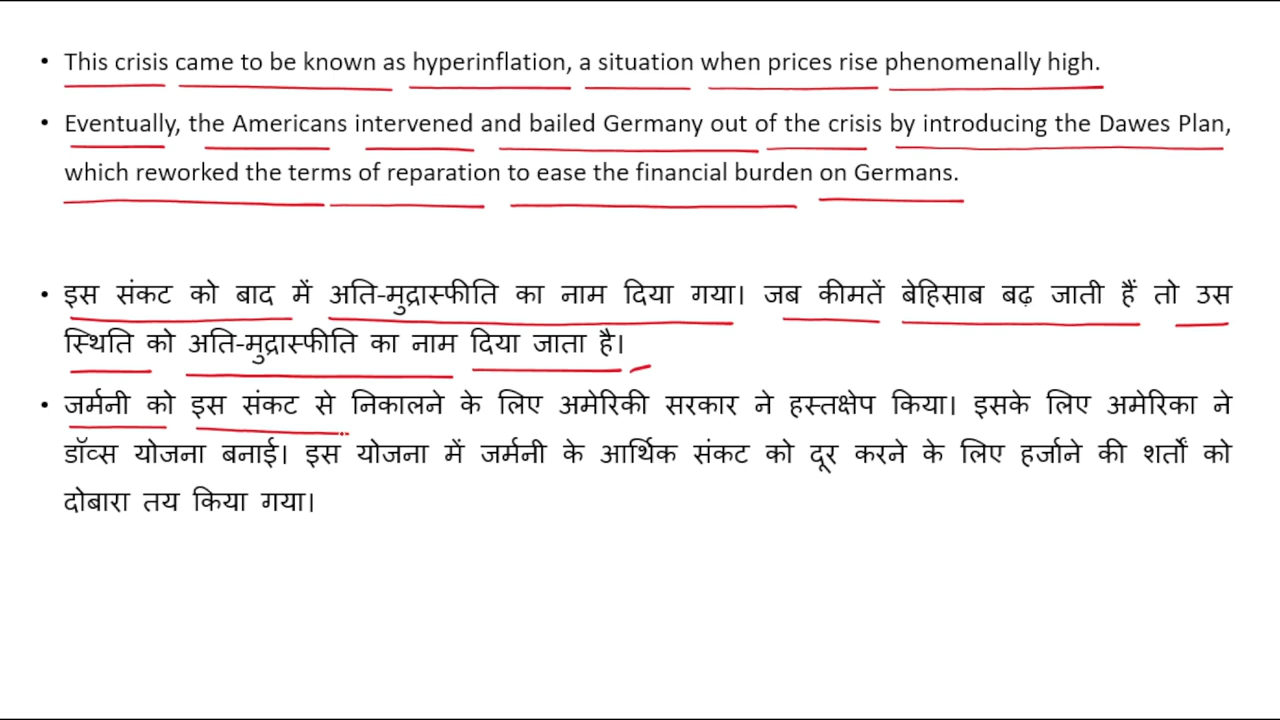 • This crisis came to be known as hyperinflation, a situation when prices rise phenomenally high.
• Eventually, the Americans intervened and bailed Germany out of the crisis by introducing the Dawes Plan,
which reworked the terms of reparation to ease the financial burden on Germans.
• इस संकट को बाद में अति-मुद्रास्फीति का नाम दिया गया। जब कीमतें बेहिसाब बढ़ जाती हैं तो उस
स्थिति को अति-मुद्रास्फीति का नाम दिया जाता है।
• जर्मनी को इस संकट से निकालने के लिए अमेरिकी सरकार ने हस्तक्षेप किया। इसके लिए अमेरिका ने
डॉव्स योजना बनाई। इस योजना में जर्मनी के आर्थिक संकट को दूर करने के लिए हर्जाने की शर्तों को
दोबारा तय किया गया।